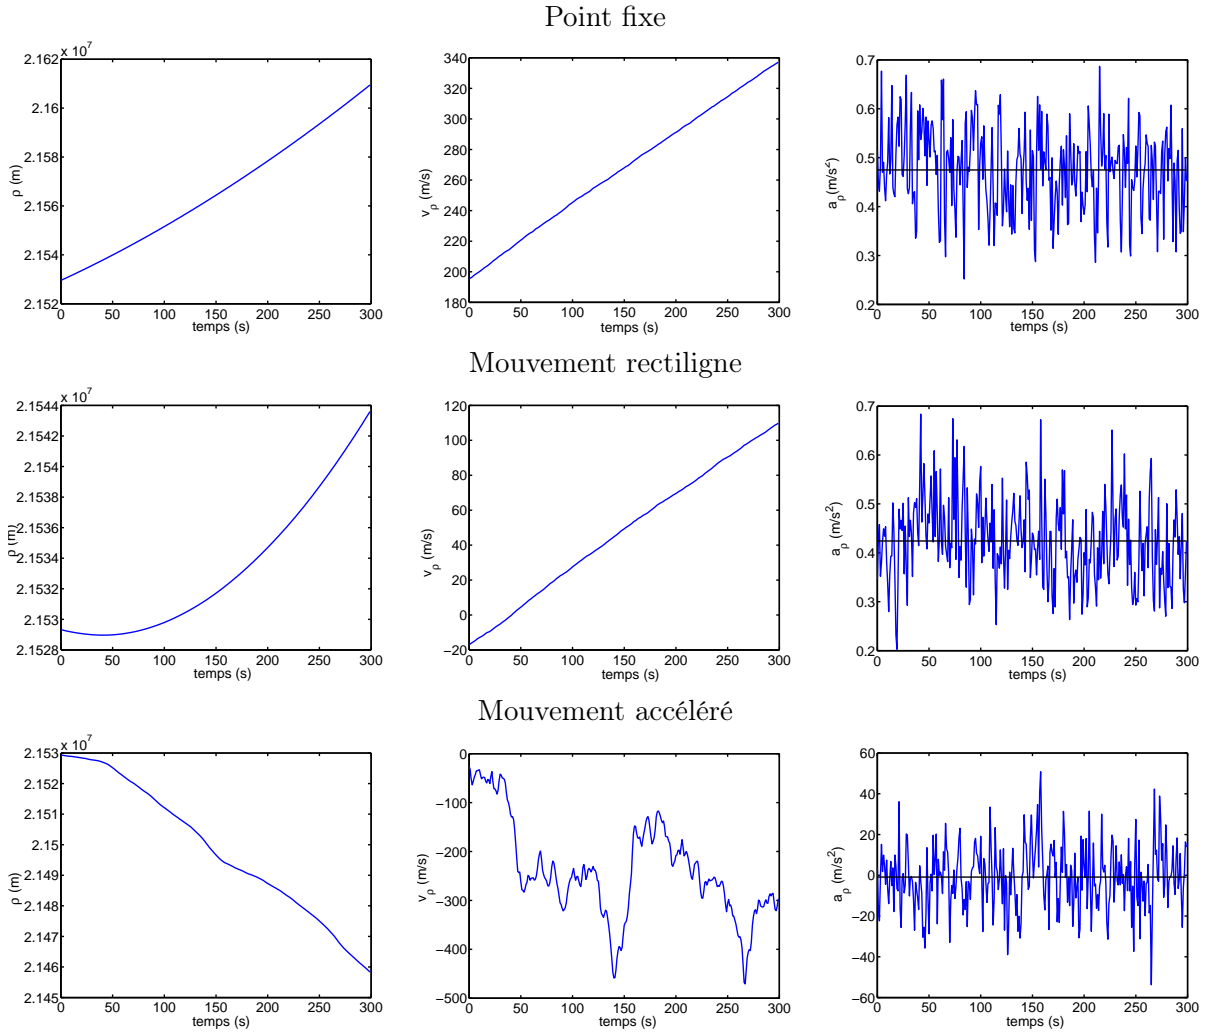 Point fixe
x 10^7
2.162
2.16
2.158
2.156
2.154
2.152
ρ (m)
0 50 100 150 200 250 300
temps (s)
340
320
300
280
260
240
220
200
180
v_ρ (m/s)
0 50 100 150 200 250 300
temps (s)
0.7
0.6
0.5
0.4
0.3
0.2
a_ρ(m/s²)
0 50 100 150 200 250 300
temps (s)
Mouvement rectiligne
x 10^7
2.1544
2.1542
2.154
2.1538
2.1536
2.1534
2.1532
2.153
2.1528
ρ (m)
0 50 100 150 200 250 300
temps (s)
120
100
80
60
40
20
0
−20
v_ρ (m/s)
0 50 100 150 200 250 300
temps (s)
0.7
0.6
0.5
0.4
0.3
0.2
a_ρ (m/s²)
0 50 100 150 200 250 300
temps (s)
Mouvement accéléré
x 10^7
2.153
2.152
2.151
2.15
2.149
2.148
2.147
2.146
2.145
ρ (m)
0 50 100 150 200 250 300
temps (s)
0
−100
−200
−300
−400
−500
v_ρ (m/s)
0 50 100 150 200 250 300
temps (s)
60
40
20
0
−20
−40
−60
a_ρ (m/s²)
0 50 100 150 200 250 300
temps (s)